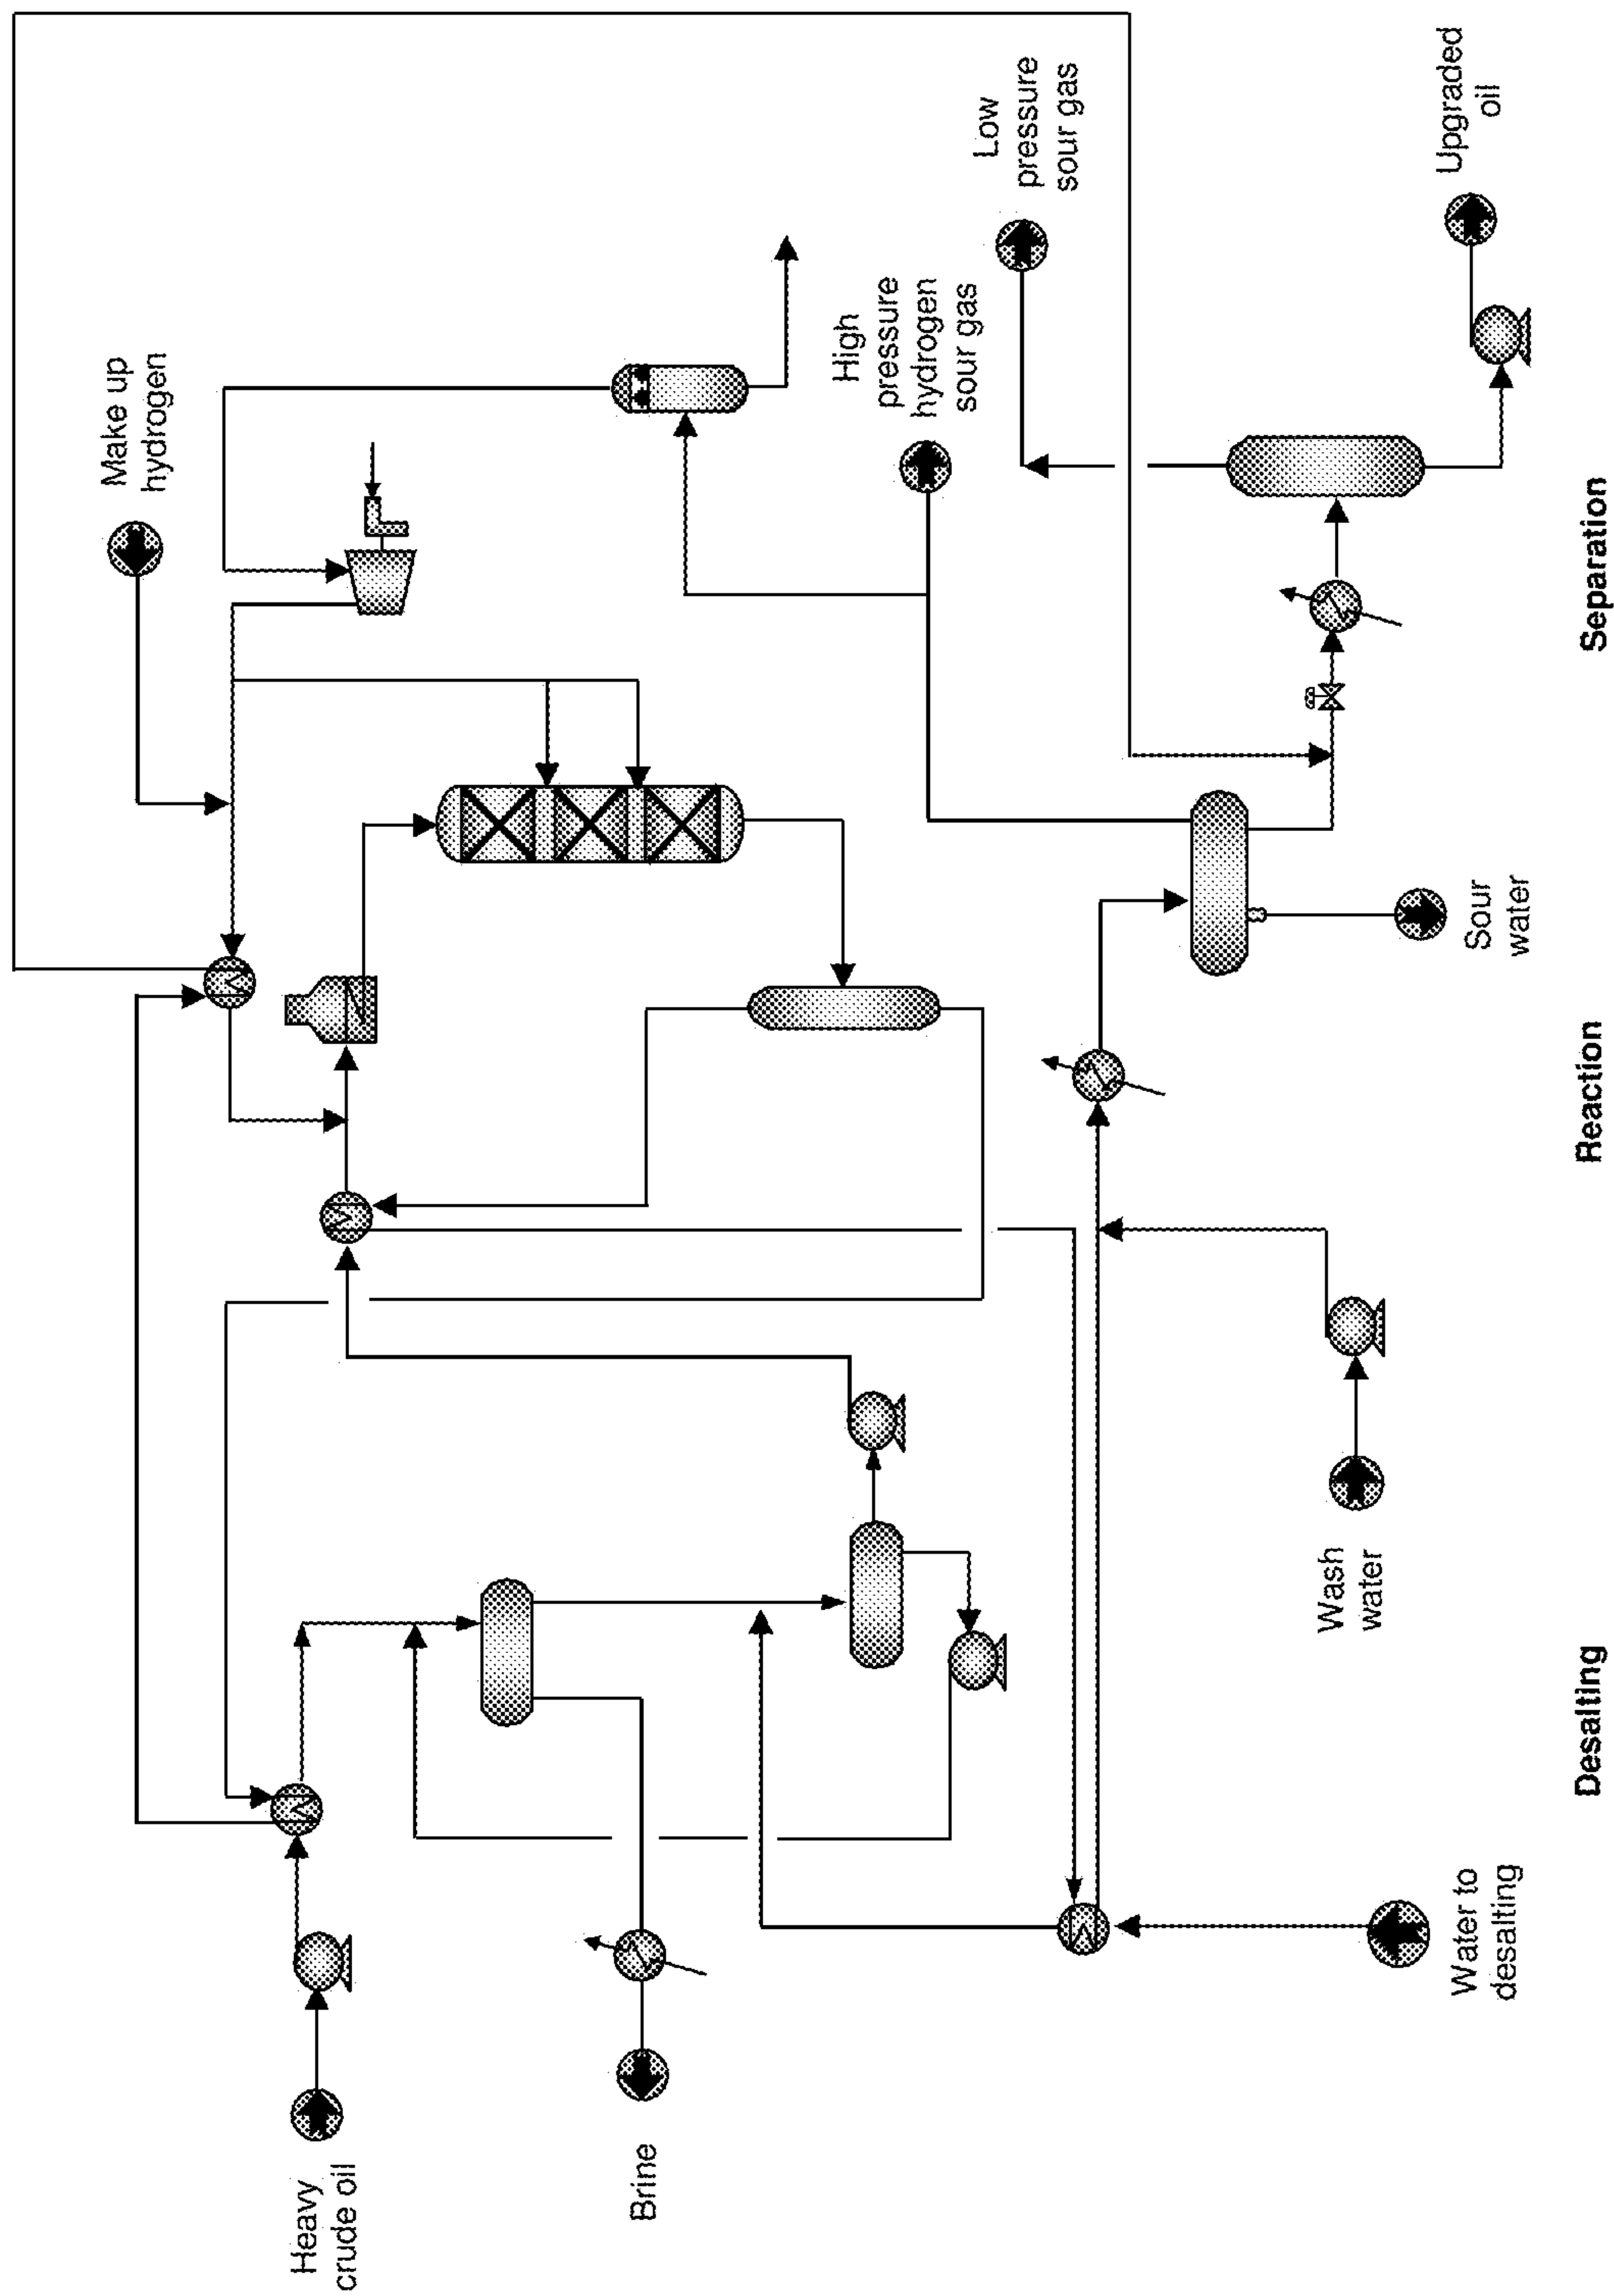 Heavy
crude oil
Brine
Water to
desalting
Wash
water
Make up
hydrogen
High
pressure
hydrogen
sour gas
Low
pressure
sour gas
Sour
water
Upgraded
oil
Desalting
Reaction
Separation